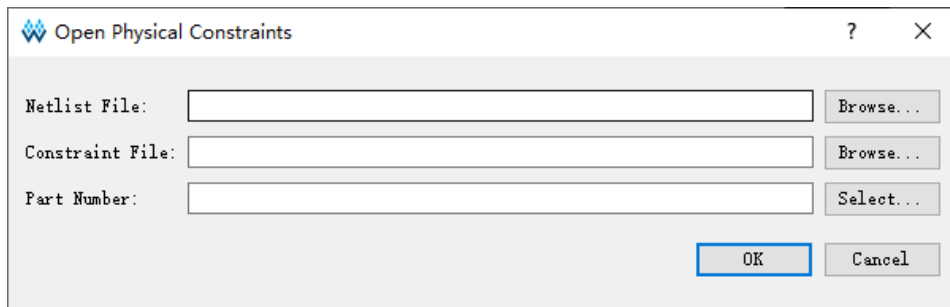 Open Physical Constraints ?
Netlist File: Browse...
Constraint File: Browse...
Part Number: Select...
OK Cancel